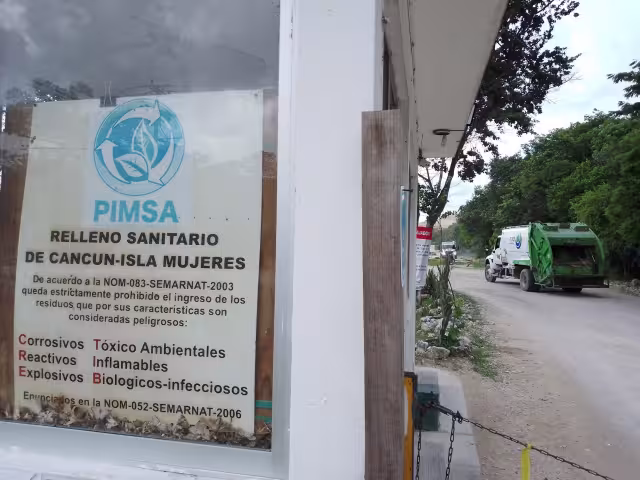 PIMSA
RELLENO SANITARIO
DE CANCUN-ISLA MUJERES
De acuerdo a la NOM-083-SEMARNAT-2003
queda estrictamente prohibido el ingreso de los
residuos que por sus características son
consideradas peligrosos:
Corrosivos Tóxico Ambientales
Reactivos Inflamables
Explosivos Biologicos-infecciosos
Enunciados en la NOM-052-SEMARNAT-2006